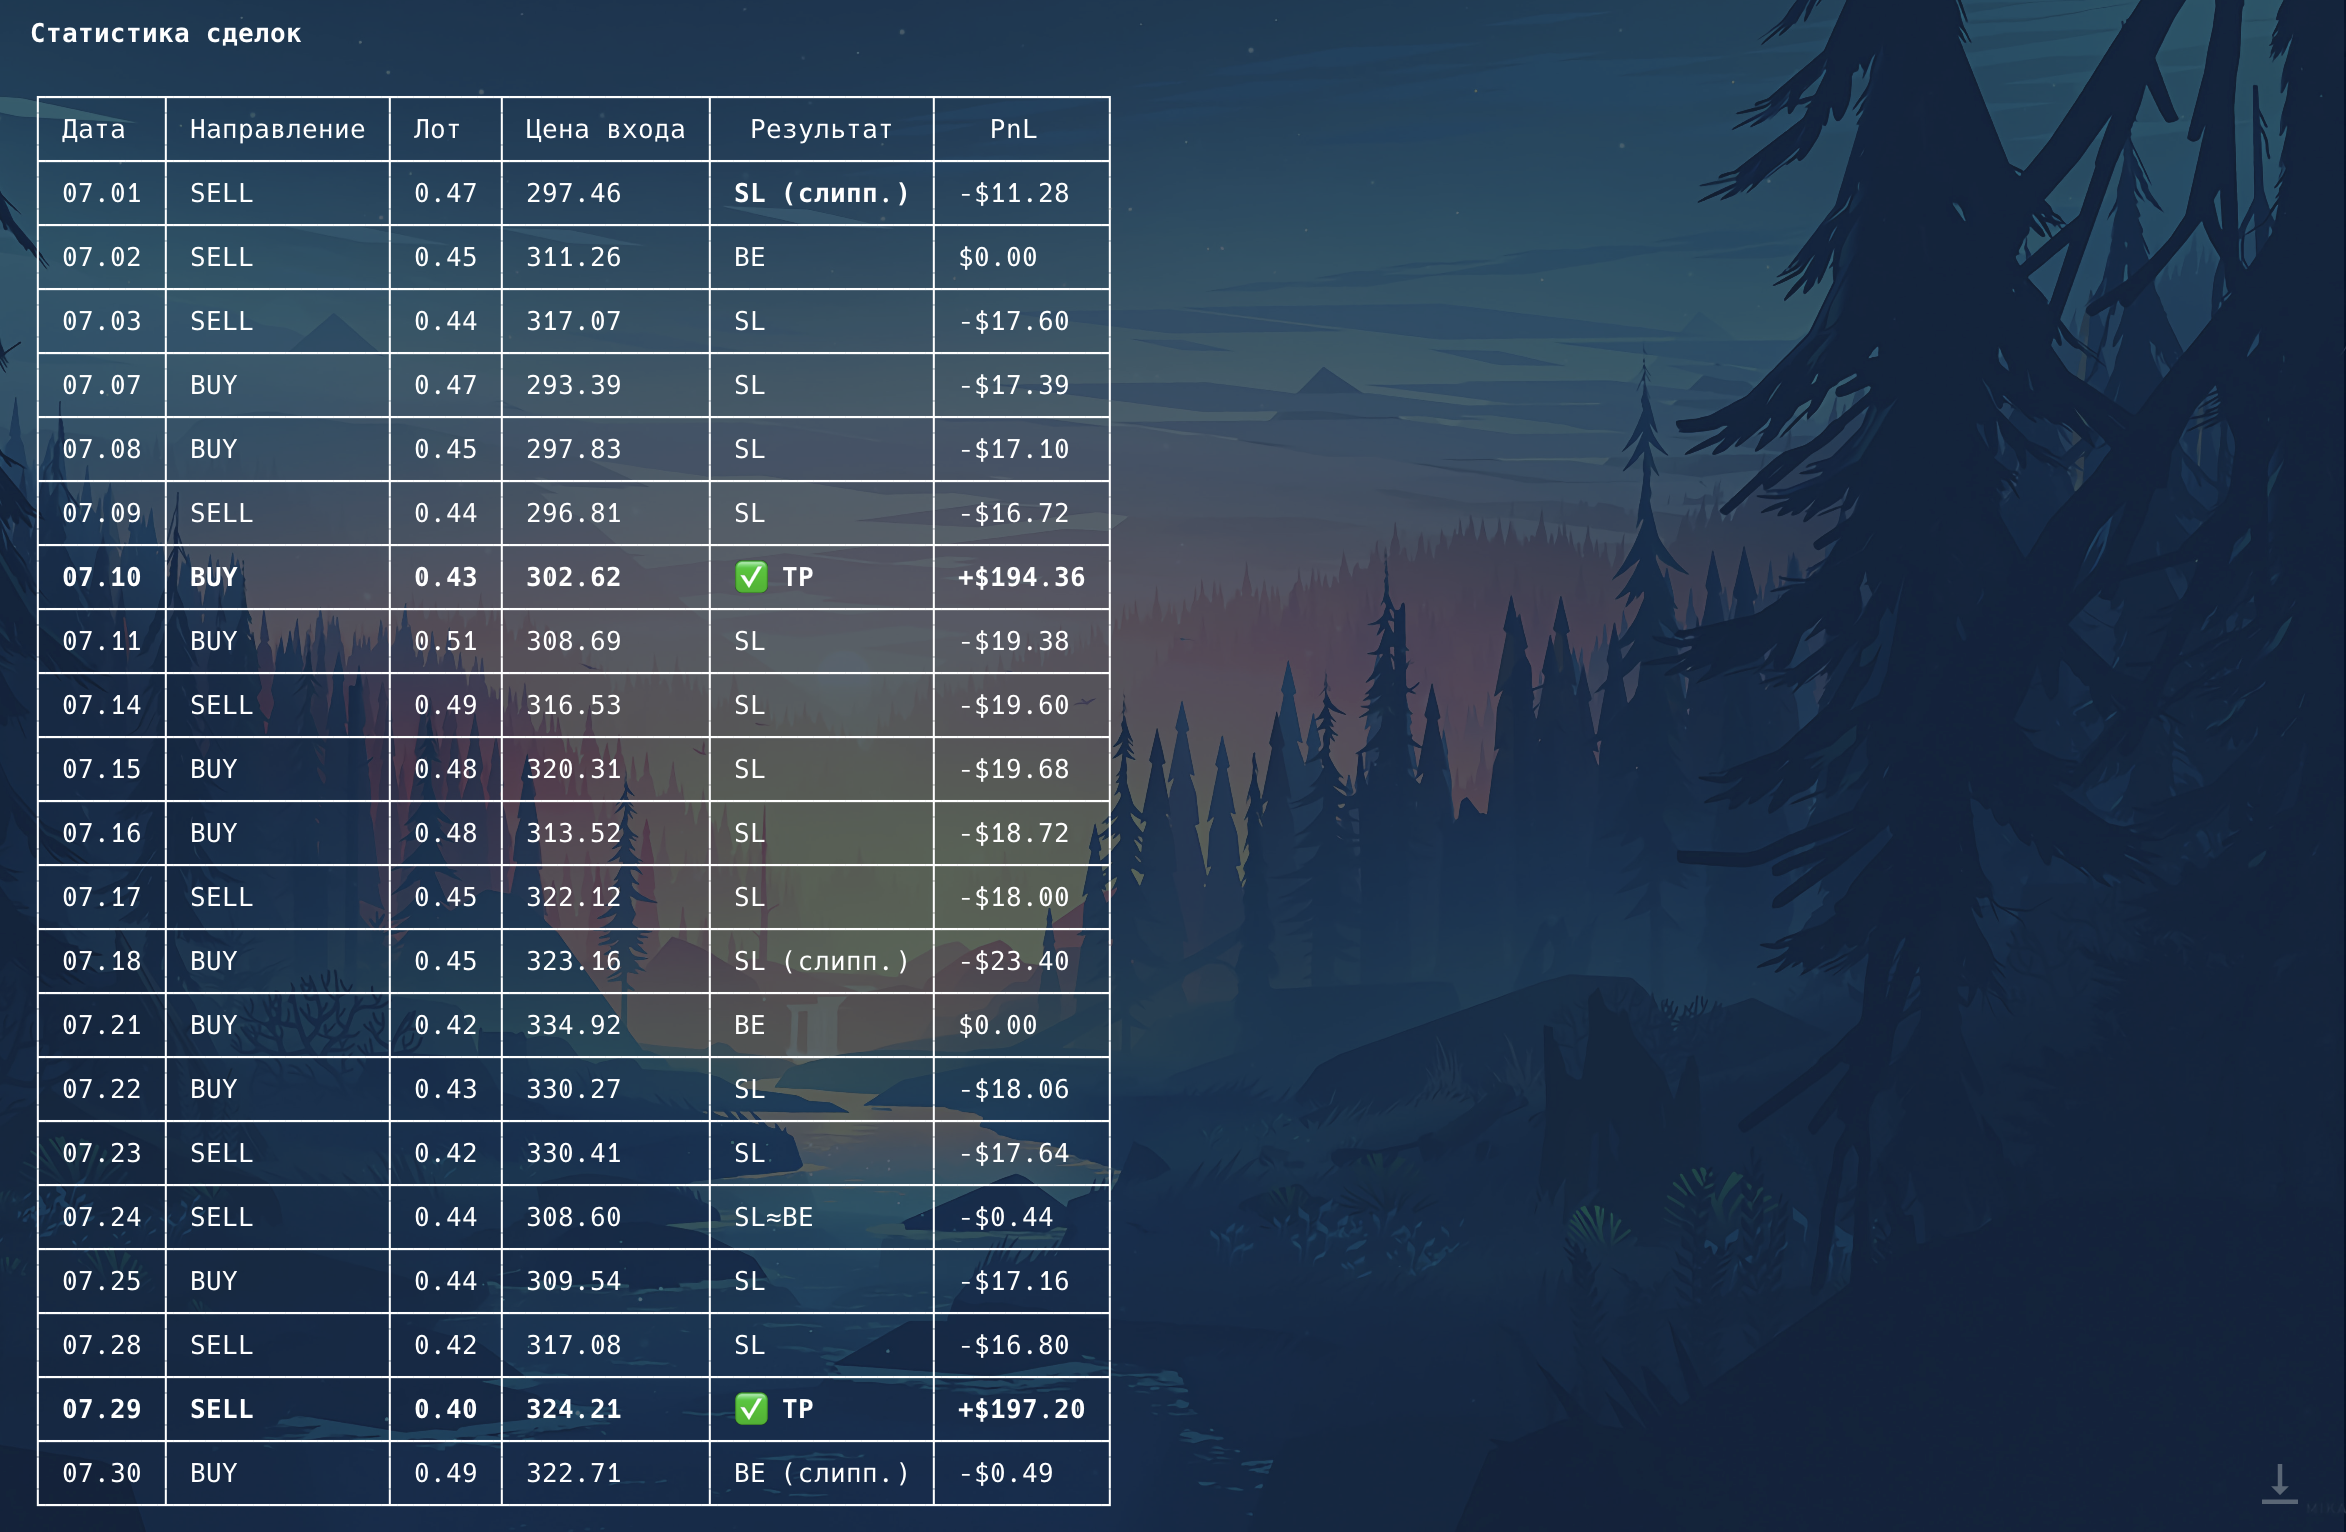 Статистика сделок
Дата Направление Лот Цена входа Результат PnL
07.01 SELL 0.47 297.46 SL (слипп.) -$11.28
07.02 SELL 0.45 311.26 BE $0.00
07.03 SELL 0.44 317.07 SL -$17.60
07.07 BUY 0.47 293.39 SL -$17.39
07.08 BUY 0.45 297.83 SL -$17.10
07.09 SELL 0.44 296.81 SL -$16.72
07.10 BUY 0.43 302.62 ✅ TP +$194.36
07.11 BUY 0.51 308.69 SL -$19.38
07.14 SELL 0.49 316.53 SL -$19.60
07.15 BUY 0.48 320.31 SL -$19.68
07.16 BUY 0.48 313.52 SL -$18.72
07.17 SELL 0.45 322.12 SL -$18.00
07.18 BUY 0.45 323.16 SL (слипп.) -$23.40
07.21 BUY 0.42 334.92 BE $0.00
07.22 BUY 0.43 330.27 SL -$18.06
07.23 SELL 0.42 330.41 SL -$17.64
07.24 SELL 0.44 308.60 SL≈BE -$0.44
07.25 BUY 0.44 309.54 SL -$17.16
07.28 SELL 0.42 317.08 SL -$16.80
07.29 SELL 0.40 324.21 ✅ TP +$197.20
07.30 BUY 0.49 322.71 BE (слипп.) -$0.49